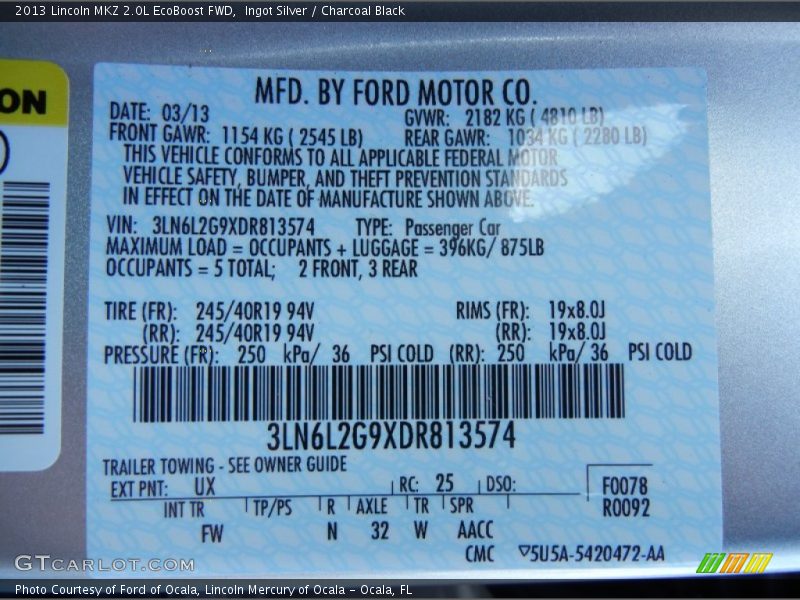 2013 Lincoln MKZ 2.0L EcoBoost FWD, Ingot Silver / Charcoal Black
ON
MFD. BY FORD MOTOR CO.
DATE: 03/13 GVWR: 2182 KG ( 4810 LB)
FRONT GAWR: 1154 KG ( 2545 LB) REAR GAWR: 1034 KG ( 2280 LB)
THIS VEHICLE CONFORMS TO ALL APPLICABLE FEDERAL MOTOR
VEHICLE SAFETY, BUMPER, AND THEFT PREVENTION STANDARDS
IN EFFECT ON THE DATE OF MANUFACTURE SHOWN ABOVE.
VIN: 3LN6L2G9XDR813574 TYPE: Passenger Car
MAXIMUM LOAD = OCCUPANTS + LUGGAGE = 396KG/ 875LB
OCCUPANTS = 5 TOTAL; 2 FRONT, 3 REAR
TIRE (FR): 245/40R19 94V RIMS (FR): 19x8.0J
(RR): 245/40R19 94V (RR): 19x8.0J
PRESSURE (FR): 250 kPa/ 36 PSI COLD (RR): 250 kPa/ 36 PSI COLD
3LN6L2G9XDR813574
TRAILER TOWING - SEE OWNER GUIDE
EXT PNT: UX RC: 25 DSO: F0078
INT TR TP/PS R AXLE TR SPR R0092
FW N 32 W AACC
CMC 5U5A-5420472-AA
GTCARLOT.COM
Photo Courtesy of Ford of Ocala, Lincoln Mercury of Ocala - Ocala, FL